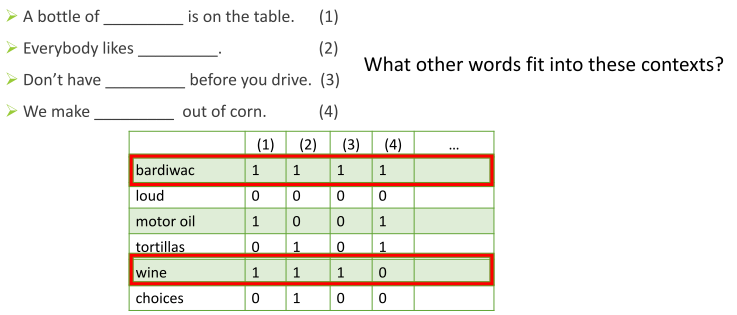 ➢ A bottle of _________ is on the table. (1)
➢ Everybody likes _________. (2)
➢ Don’t have _________ before you drive. (3)
➢ We make _________ out of corn. (4)
What other words fit into these contexts?
(1) (2) (3) (4) ...
bardiwac 1 1 1 1
loud 0 0 0 0
motor oil 1 0 0 1
tortillas 0 1 0 1
wine 1 1 1 0
choices 0 1 0 0